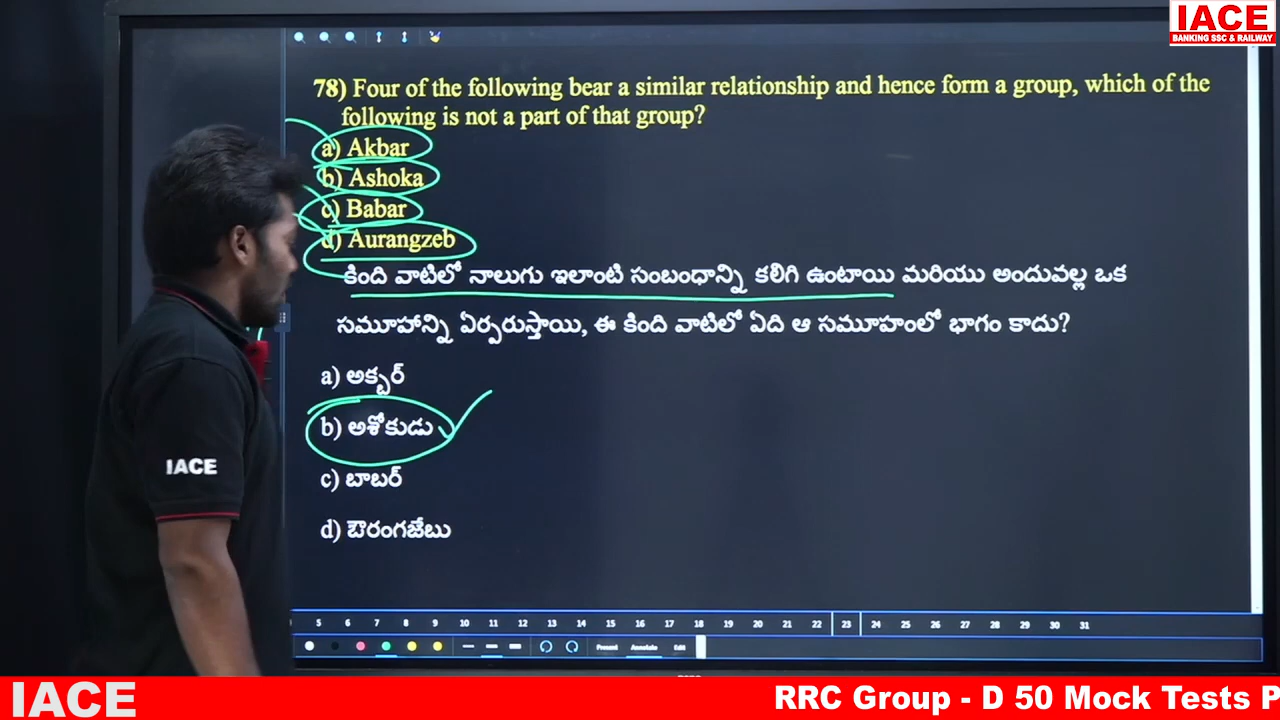 IACE
BANKING SSC & RAILWAY
78) Four of the following bear a similar relationship and hence form a group, which of the
following is not a part of that group?
a) Akbar
b) Ashoka
c) Babar
d) Aurangzeb
కింది వాటిలో నాలుగు ఇలాంటి సంబంధాన్ని కలిగి ఉంటాయి మరియు అందువల్ల ఒక
సమూహాన్ని ఏర్పరుస్తాయి, ఈ కింది వాటిలో ఏది ఆ సమూహంలో భాగం కాదు?
a) అక్బర్
b) అశోకుడు
c) బాబర్
d) ఔరంగజేబు
IACE
5 6 7 8 9 10 11 12 13 14 15 16 17 18 19 20 21 22 23 24 25 26 27 28 29 30 31
Present Annotate Edit
IACE
RRC Group - D 50 Mock Tests P